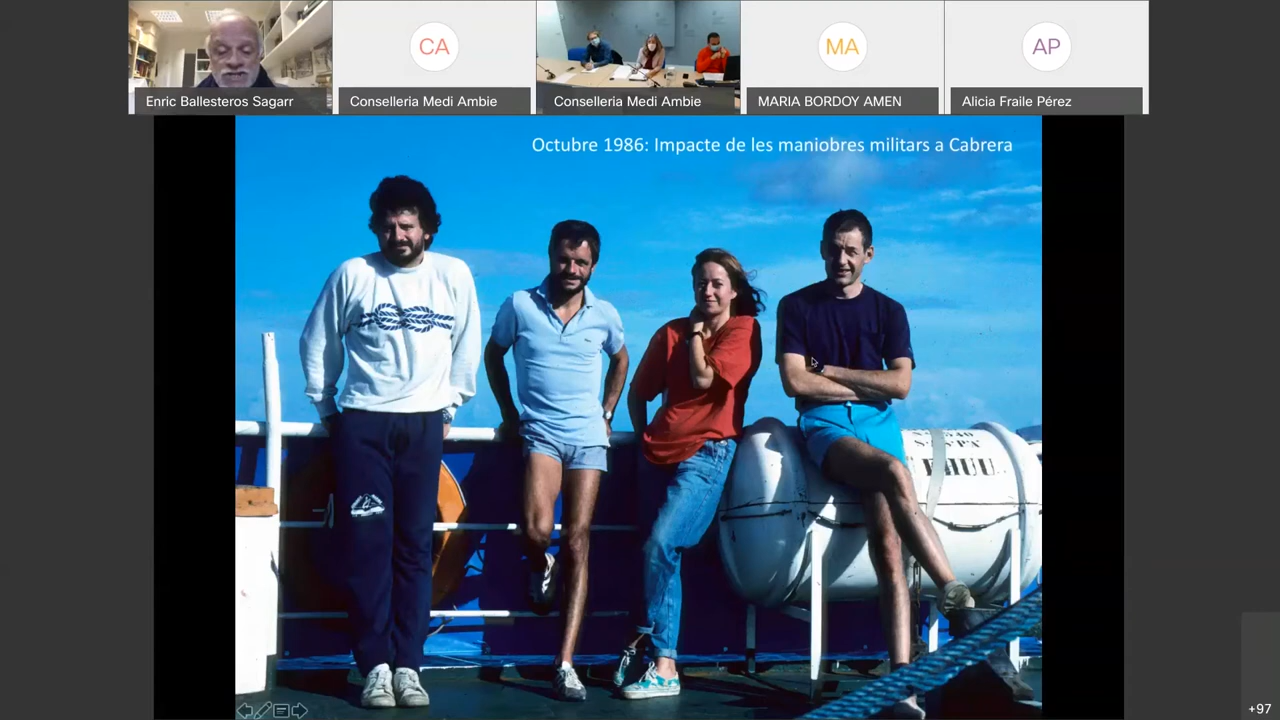 Enric Ballesteros Sagarr
CA
Conselleria Medi Ambie
Conselleria Medi Ambie
MA
MARIA BORDOY AMEN
AP
Alicia Fraile Pérez
Octubre 1986: Impacte de les maniobres militars a Cabrera
+97